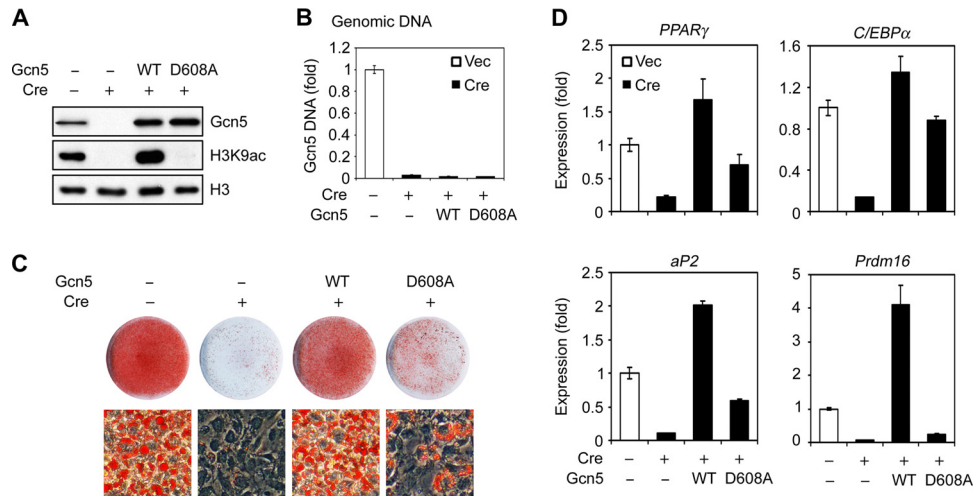 A
Gcn5 – – WT D608A
Cre – + + +
Gcn5
H3K9ac
H3
B
Genomic DNA
Gcn5 DNA (fold)
1.2
1
0.8
0.6
0.4
0.2
0
Vec
Cre
Cre – + + +
Gcn5 – – WT D608A
C
Gcn5 – – WT D608A
Cre – + + +
D
PPARγ
Expression (fold)
2.5
2
1.5
1
0.5
0
Vec
Cre
C/EBPα
1.6
1.2
0.8
0.4
0
aP2
Expression (fold)
2.5
2
1.5
1
0.5
0
Cre – + + +
Gcn5 – – WT D608A
Prdm16
5
4
3
2
1
0
– + + +
– – WT D608A